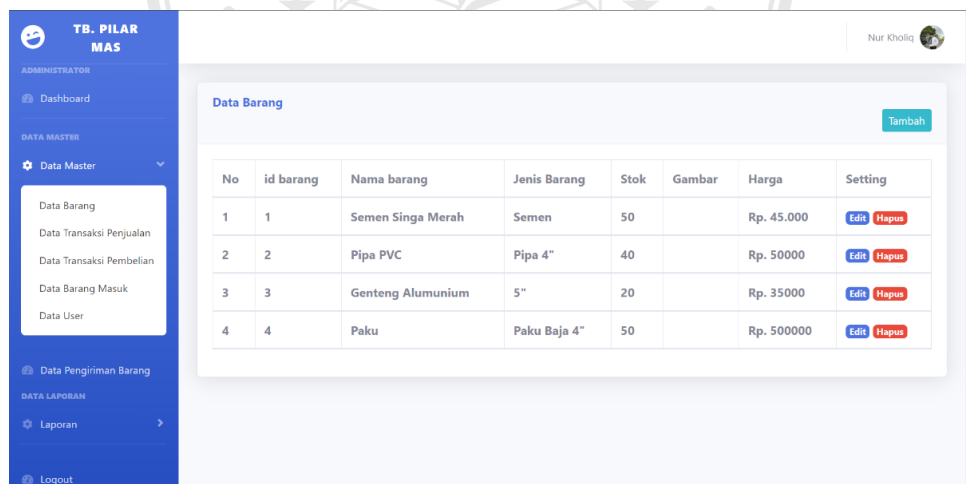 TB. PILAR
MAS
ADMINISTRATOR
Dashboard
DATA MASTER
Data Master
Data Barang
Data Transaksi Penjualan
Data Transaksi Pembelian
Data Barang Masuk
Data User
Data Pengiriman Barang
DATA LAPORAN
Laporan
Logout
Nur Kholiq
Data Barang
Tambah
No id barang Nama barang Jenis Barang Stok Gambar Harga Setting
1 1 Semen Singa Merah Semen 50 Rp. 45.000 Edit Hapus
2 2 Pipa PVC Pipa 4" 40 Rp. 50000 Edit Hapus
3 3 Genteng Alumunium 5" 20 Rp. 35000 Edit Hapus
4 4 Paku Paku Baja 4" 50 Rp. 500000 Edit Hapus